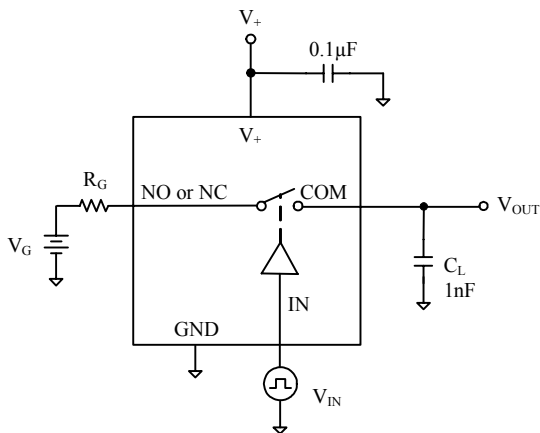 V+
0.1µF
V+
RG
NO or NC
COM
VOUT
VG
CL
1nF
IN
GND
VIN